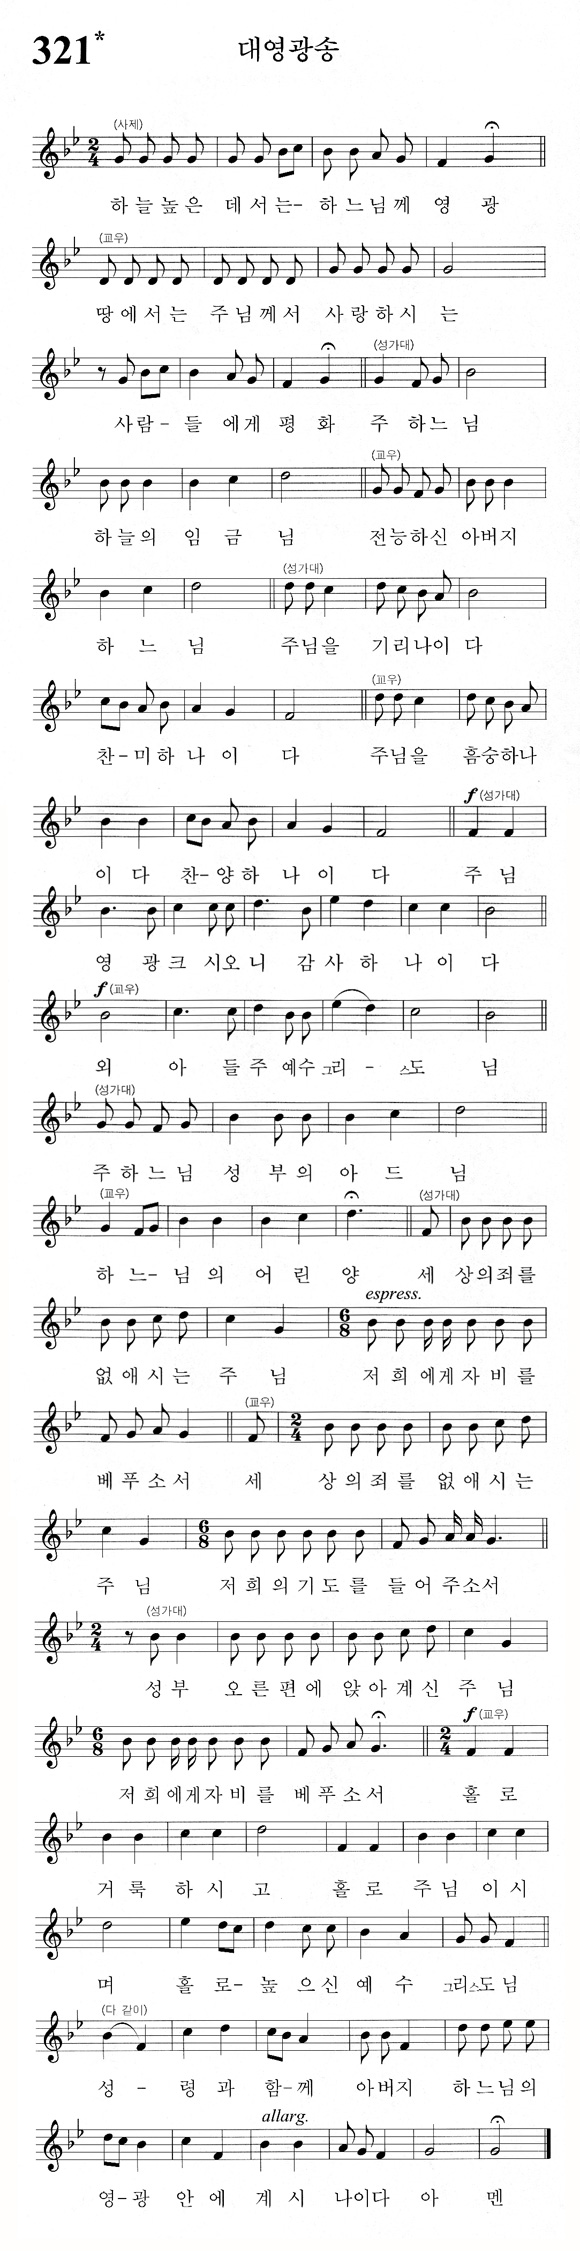 321* 대영광송
(사제)
2 4
하늘높은 데서는- 하느님께 영 광
(교우)
땅에서는 주님께서 사랑하시 는
(성가대)
사람-들 에게 평 화 주 하느 님
(교우)
하늘의 임 금 님 전능하신 아버지
(성가대)
하 느 님 주님을 기리나이 다
(교우)
찬-미하 나 이 다 주님을 흠숭하나
f (성가대)
이 다 찬-양하 나 이 다 주 님
영 광크 시오니 감사하 나이 다
f (교우)
외 아 들주 예수 그리 - 스도 님
(성가대)
주하느님 성 부의 아 드 님
(교우) (성가대)
하 느- 님 의 어 린 양 세 상의죄를
espress.
6 8
없애시는 주 님 저희에게자비를
(교우)
2 4
베푸소서 세 상의죄를 없애시는
6 8
주 님 저희의기도를 들어주소서
(성가대)
2 4
성부 오른편에 앉아계신 주 님
f (교우)
6 8 2 4
저희에게자비를 베푸소서 홀 로
거 룩 하 시 고 홀 로 주 님 이 시
며 홀 로- 높 으신 예 수 그리스도님
(다 같이)
성 - 령 과 함-께 아버지 하느님의
allarg.
영-광 안 에 계 시 나이다 아 멘